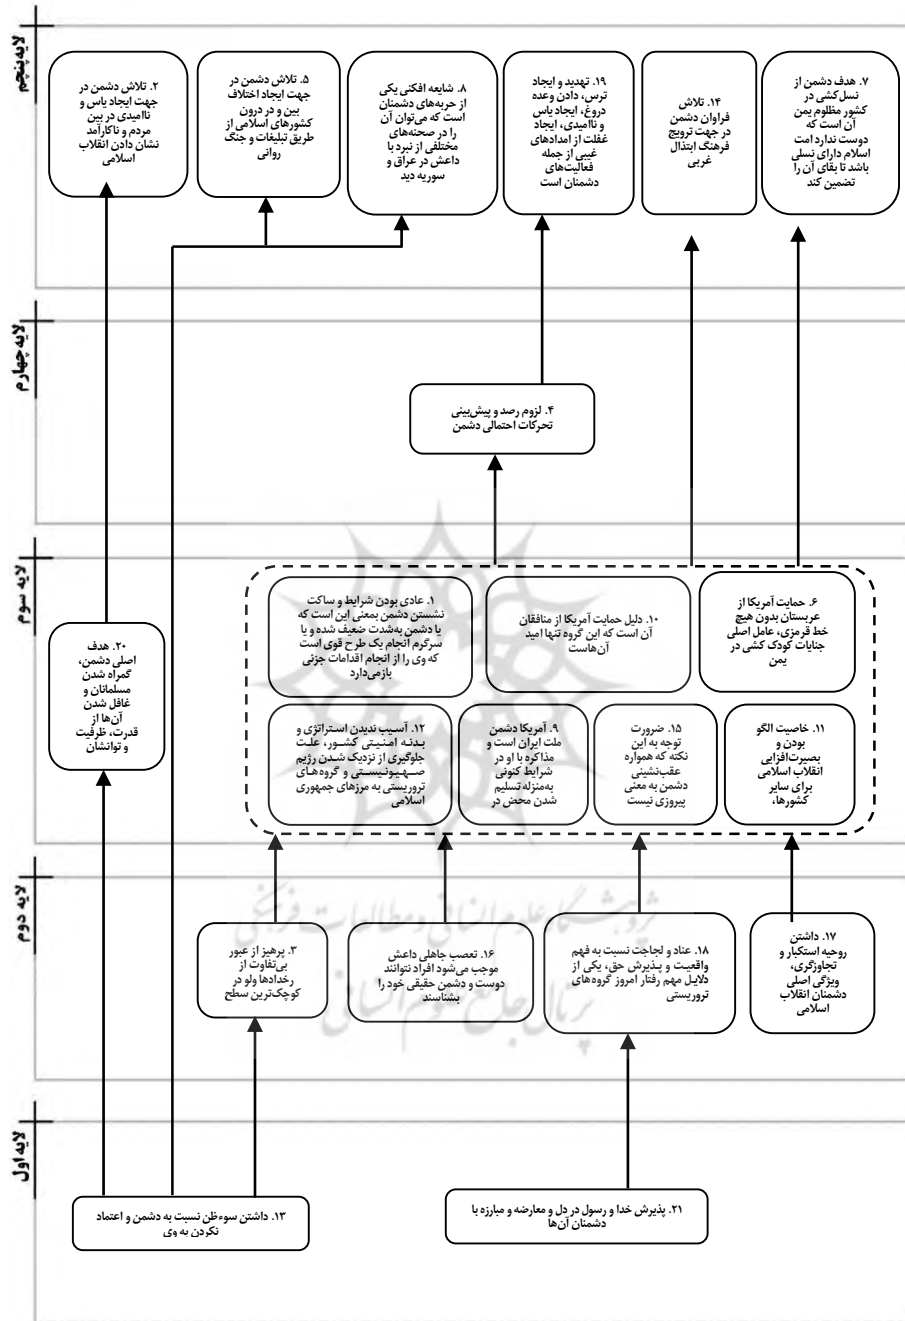 لایه پنجم
۷. هدف دشمن از
نسل‌کشی در
کشور مظلوم یمن
آن است که
دوست ندارد امت
اسلام دارای نسلی
باشد تا بقای آن را
تضمین کند
۱۴. تلاش
فراوان دشمن
در جهت ترویج
فرهنگ ابتذال
غربی
۱۹. تهدید و ایجاد
ترس، دادن وعده
دروغ، ایجاد یاس
و ناامیدی، ایجاد
غفلت از امدادهای
غیبی از جمله
فعالیت‌های
دشمنان است
۸. شایعه افکنی یکی
از حربه‌های دشمنان
است که می‌توان آن
را در صحنه‌های
مختلفی از نبرد با
داعش در عراق و
سوریه دید
۵. تلاش دشمن در
جهت ایجاد اختلاف
بین و در درون
کشورهای اسلامی از
طریق تبلیغات و جنگ
روانی
۲. تلاش دشمن در
جهت ایجاد یاس و
ناامیدی در بین
مردم و ناکارآمد
نشان دادن انقلاب
اسلامی
لایه چهارم
۴. لزوم رصد و پیش‌بینی
تحرکات احتمالی دشمن
لایه سوم
۶. حمایت آمریکا از
عربستان بدون هیچ
خط قرمزی، عامل اصلی
جنایات کودک کشی در
یمن
۱۰. دلیل حمایت آمریکا از منافقان
آن است که این گروه تنها امید
آن‌هاست
۱. عادی بودن شرایط و ساکت
نشستن دشمن بمعنی این است که
یا دشمن به‌شدت ضعیف شده و یا
سرگرم انجام یک طرح قوی است
که وی را از انجام اقدامات جزئی
بازمی‌دارد
۲۰. هدف
اصلی دشمن،
گمراه شدن
مسلمانان و
غافل شدن
آن‌ها از
قدرت، ظرفیت
و توانشان
۱۱. خاصیت الگو
بودن و
بصیرت‌افزایی
انقلاب اسلامی
برای سایر
کشورها،
۱۵. ضرورت
توجه به این
نکته که همواره
عقب‌نشینی
دشمن به معنی
پیروزی نیست
۹. آمریکا دشمن
ملت ایران است و
مذاکره با او در
شرایط کنونی
به‌منزله تسلیم
شدن محض در
۱۲. آسیب ندیدن استراتژی و
بدنه امنیتی کشور، علت
جلوگیری از نزدیک شدن رژیم
صهیونیستی و گروه‌های
تروریستی به مرزهای جمهوری
اسلامی
لایه دوم
۱۷. داشتن
روحیه استکبار و
تجاوزگری،
ویژگی اصلی
دشمنان انقلاب
اسلامی
۱۸. عناد و لجاجت نسبت به فهم
واقعیت و پذیرش حق، یکی از
دلایل مهم رفتار امروز گروه‌های
تروریستی
۱۶. تعصب جاهلی داعش
موجب می‌شود افراد نتوانند
دوست و دشمن حقیقی خود را
بشناسند
۳. پرهیز از عبور
بی‌تفاوت از
رخدادها ولو در
کوچک‌ترین سطح
پژوهشگاه علوم انسانی و مطالعات فرهنگی
پرتال جامع علوم انسانی
لایه اول
۲۱. پذیرش خدا و رسول در دل و معارضه و مبارزه با
دشمنان آن‌ها
۱۳. داشتن سوءظن نسبت به دشمن و اعتماد
نکردن به وی